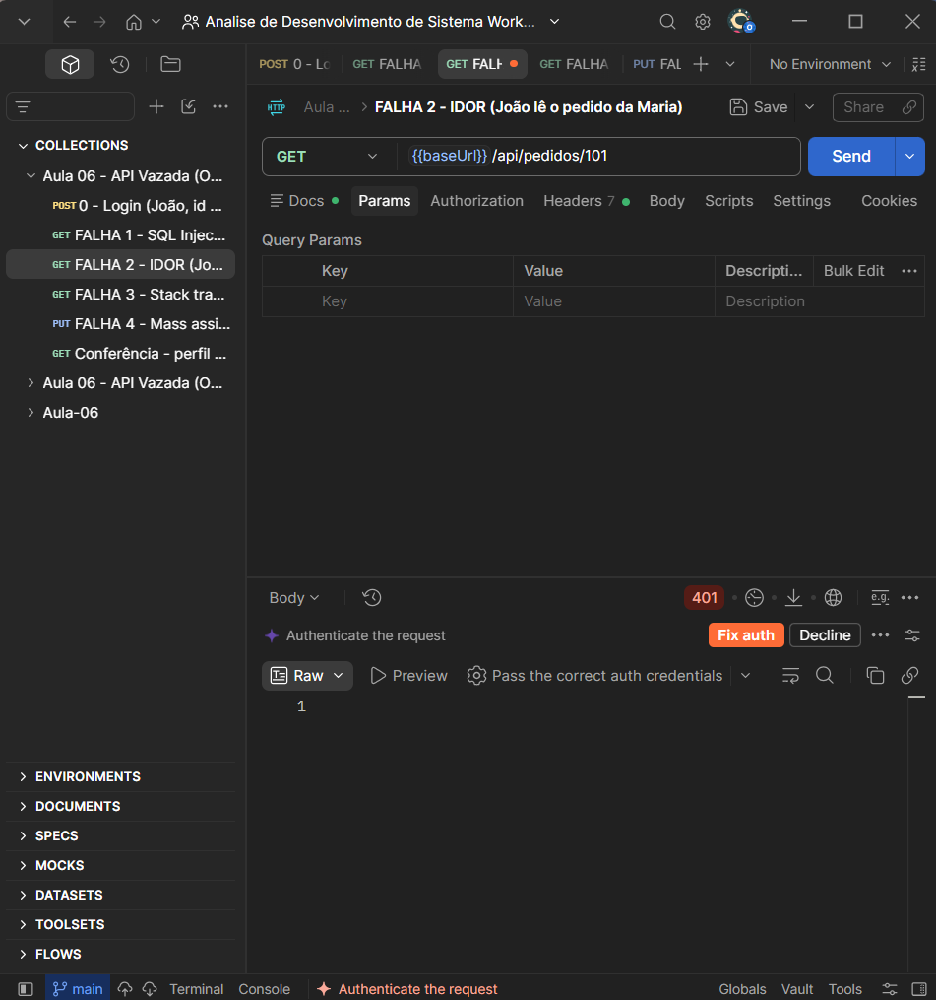 Analise de Desenvolvimento de Sistema Work...
POST 0 - Lo
GET FALHA
GET FALH
GET FALHA
PUT FAL
No Environment
HTTP
Aula ...
FALHA 2 - IDOR (João lê o pedido da Maria)
Save
Share
COLLECTIONS
Aula 06 - API Vazada (O...
POST 0 - Login (João, id ...
GET FALHA 1 - SQL Injec...
GET FALHA 2 - IDOR (Jo...
GET FALHA 3 - Stack tra...
PUT FALHA 4 - Mass assi...
GET Conferência - perfil ...
Aula 06 - API Vazada (O...
Aula-06
ENVIRONMENTS
DOCUMENTS
SPECS
MOCKS
DATASETS
TOOLSETS
FLOWS
GET
{{baseUrl}} /api/pedidos/101
Send
Docs
Params
Authorization
Headers 7
Body
Scripts
Settings
Cookies
Query Params
Key Value Descripti... Bulk Edit
Key Value Description
Body
401
e.g.
Authenticate the request
Fix auth
Decline
Raw
Preview
Pass the correct auth credentials
1
main
Terminal
Console
Authenticate the request
Globals
Vault
Tools